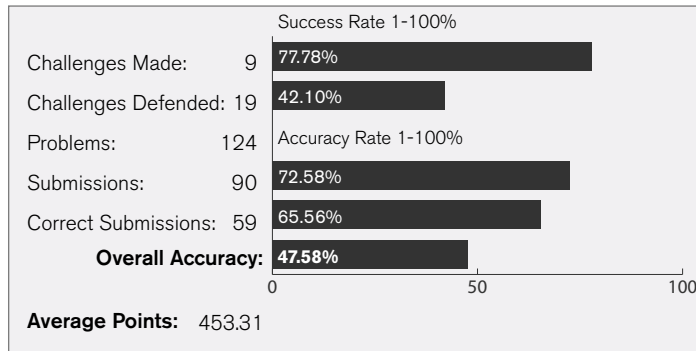 Success Rate 1-100%
Challenges Made: 9 77.78%
Challenges Defended: 19 42.10%
Problems: 124 Accuracy Rate 1-100%
Submissions: 90 72.58%
Correct Submissions: 59 65.56%
Overall Accuracy: 47.58%
0 50 100
Average Points: 453.31